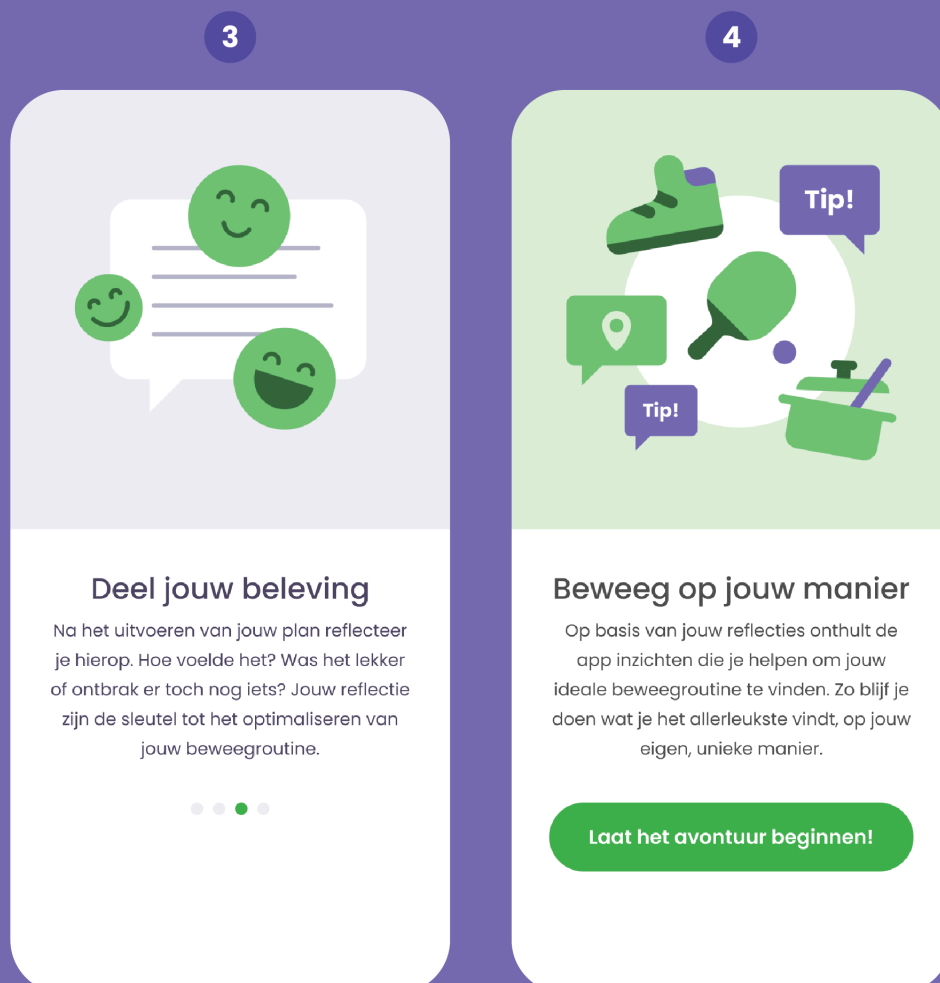 3
Deel jouw beleving
Na het uitvoeren van jouw plan reflecteer
je hierop. Hoe voelde het? Was het lekker
of ontbrak er toch nog iets? Jouw reflectie
zijn de sleutel tot het optimaliseren van
jouw beweegroutine.
4
Tip!
Tip!
Beweeg op jouw manier
Op basis van jouw reflecties onthult de
app inzichten die je helpen om jouw
ideale beweegroutine te vinden. Zo blijf je
doen wat je het allerleukste vindt, op jouw
eigen, unieke manier.
Laat het avontuur beginnen!